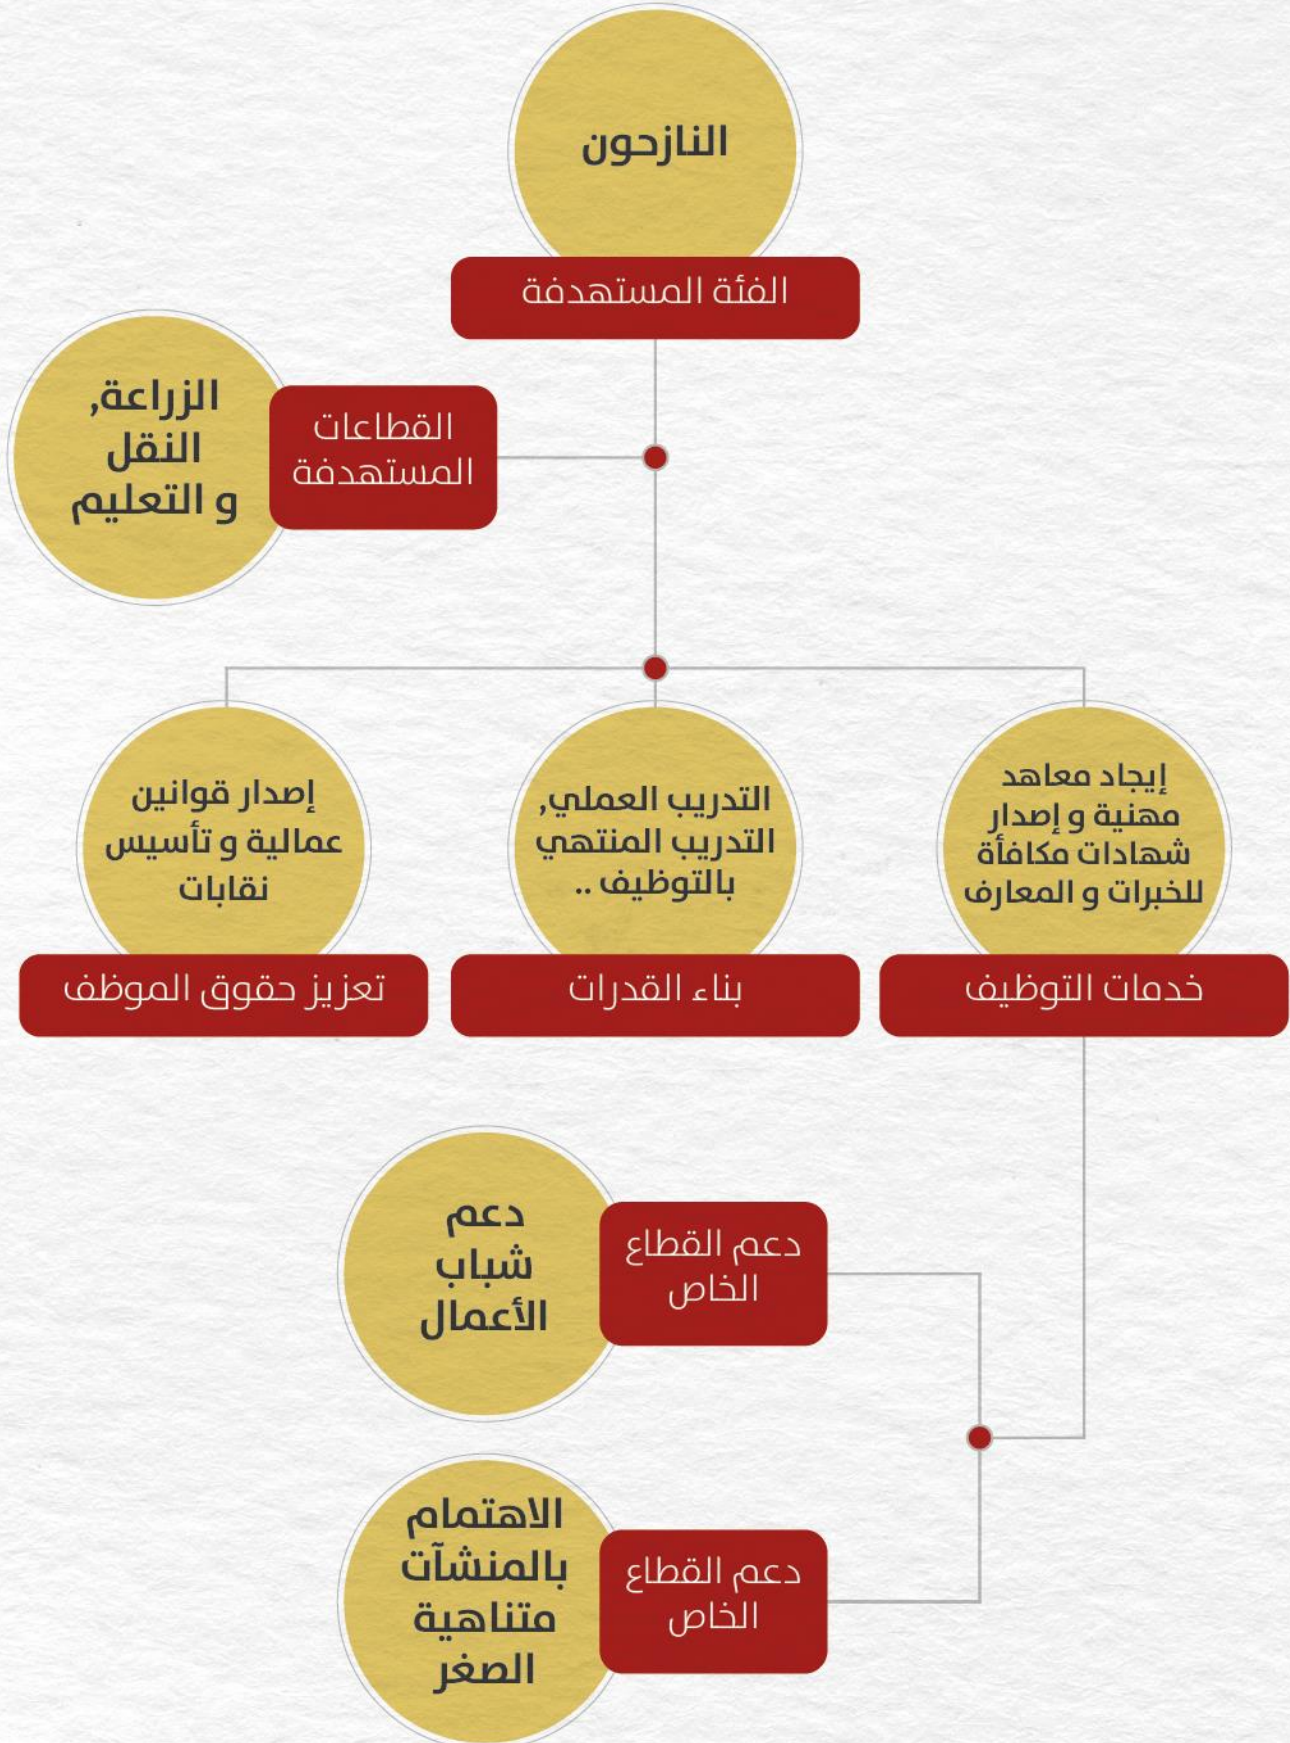 النازحون
الفئة المستهدفة
القطاعات
المستهدفة
الزراعة,
النقل
و التعليم
إيجاد معاهد
مهنية و إصدار
شهادات مكافأة
للخبرات و المعارف
خدمات التوظيف
التدريب العملي,
التدريب المنتهي
بالتوظيف ..
بناء القدرات
إصدار قوانين
عمالية و تأسيس
نقابات
تعزيز حقوق الموظف
دعم القطاع
الخاص
دعم
شباب
الأعمال
دعم القطاع
الخاص
الاهتمام
بالمنشآت
متناهية
الصغر